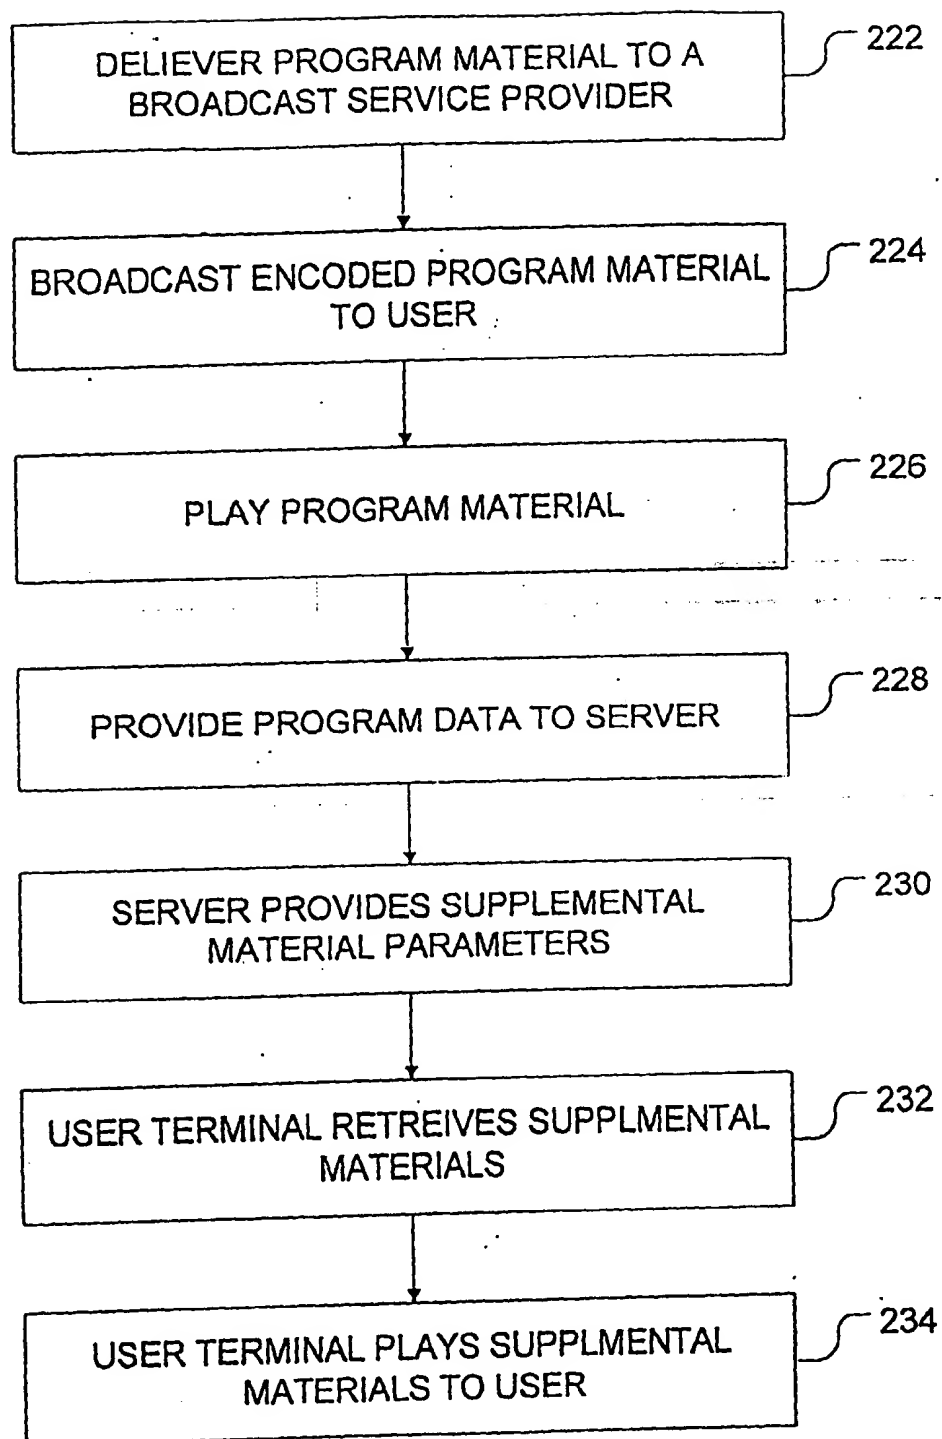 DELIEVER PROGRAM MATERIAL TO A
BROADCAST SERVICE PROVIDER
222
BROADCAST ENCODED PROGRAM MATERIAL
TO USER
224
PLAY PROGRAM MATERIAL
226
PROVIDE PROGRAM DATA TO SERVER
228
SERVER PROVIDES SUPPLEMENTAL
MATERIAL PARAMETERS
230
USER TERMINAL RETREIVES SUPPLMENTAL
MATERIALS
232
USER TERMINAL PLAYS SUPPLMENTAL
MATERIALS TO USER
234